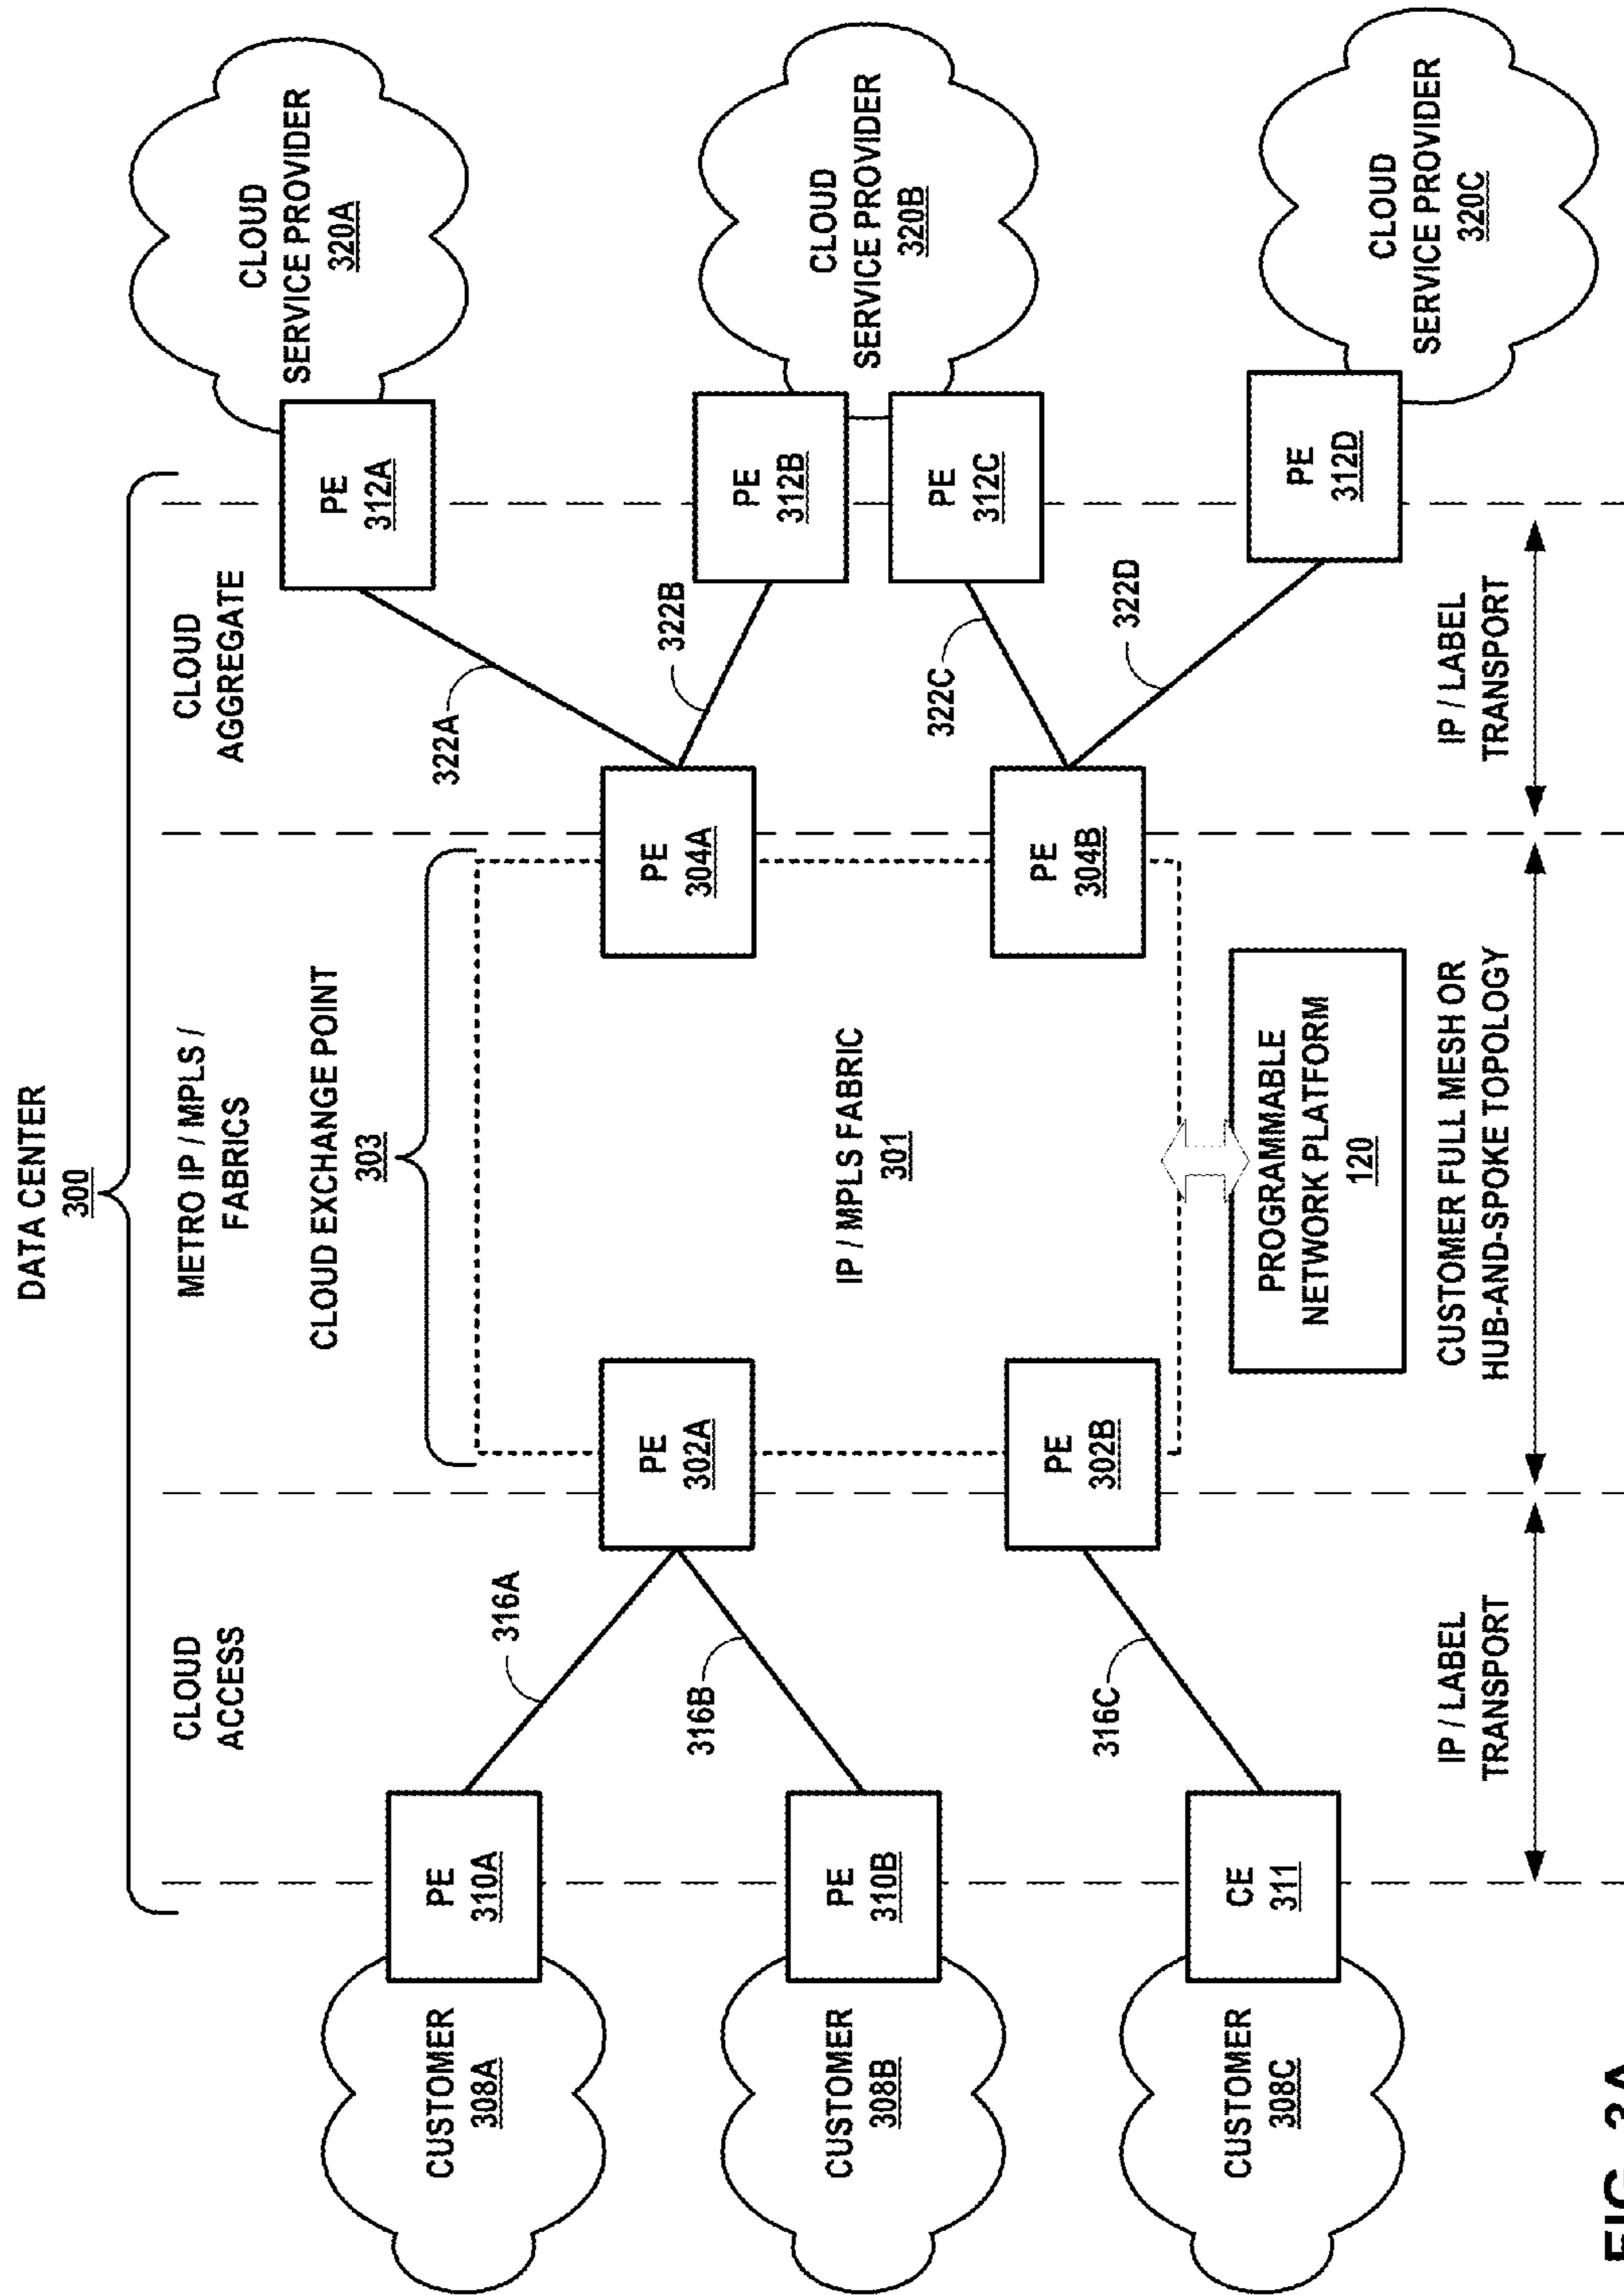 DATA CENTER
300
CLOUD
ACCESS
METRO IP / MPLS /
FABRICS
CLOUD
AGGREGATE
CLOUD EXCHANGE POINT
303
CUSTOMER
308A
PE
310A
316A
PE
302A
PE
304A
322A
PE
312A
CLOUD
SERVICE PROVIDER
320A
CUSTOMER
308B
PE
310B
316B
IP / MPLS FABRIC
301
322B
PE
312B
CLOUD
SERVICE PROVIDER
320B
322C
PE
312C
CUSTOMER
308C
CE
311
316C
PE
302B
PE
304B
322D
PE
312D
CLOUD
SERVICE PROVIDER
320C
PROGRAMMABLE
NETWORK PLATFORM
120
IP / LABEL
TRANSPORT
CUSTOMER FULL MESH OR
HUB-AND-SPOKE TOPOLOGY
IP / LABEL
TRANSPORT
FIG. 3A